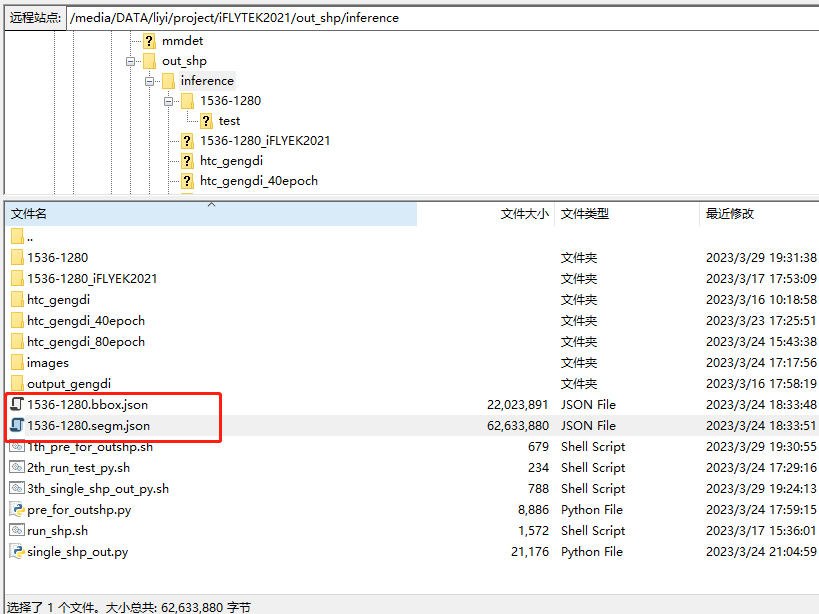 远程站点: /media/DATA/liyi/project/iFLYTEK2021/out_shp/inference
mmdet
out_shp
inference
1536-1280
test
1536-1280_iFLYEK2021
htc_gengdi
htc_gengdi_40epoch
文件名 文件大小 文件类型 最近修改
..
1536-1280 文件夹 2023/3/29 19:31:38
1536-1280_iFLYEK2021 文件夹 2023/3/17 17:53:09
htc_gengdi 文件夹 2023/3/16 10:18:58
htc_gengdi_40epoch 文件夹 2023/3/23 17:25:51
htc_gengdi_80epoch 文件夹 2023/3/24 15:43:38
images 文件夹 2023/3/24 17:17:56
output_gengdi 文件夹 2023/3/16 17:58:19
1536-1280.bbox.json 22,023,891 JSON File 2023/3/24 18:33:48
1536-1280.segm.json 62,633,880 JSON File 2023/3/24 18:33:51
1th_pre_for_outshp.sh 679 Shell Script 2023/3/29 19:30:55
2th_run_test_py.sh 234 Shell Script 2023/3/24 17:29:16
3th_single_shp_out_py.sh 788 Shell Script 2023/3/29 19:24:13
pre_for_outshp.py 8,886 Python File 2023/3/24 17:59:15
run_shp.sh 1,572 Shell Script 2023/3/17 15:36:01
single_shp_out.py 21,176 Python File 2023/3/24 21:04:59
选择了 1 个文件。大小总共: 62,633,880 字节